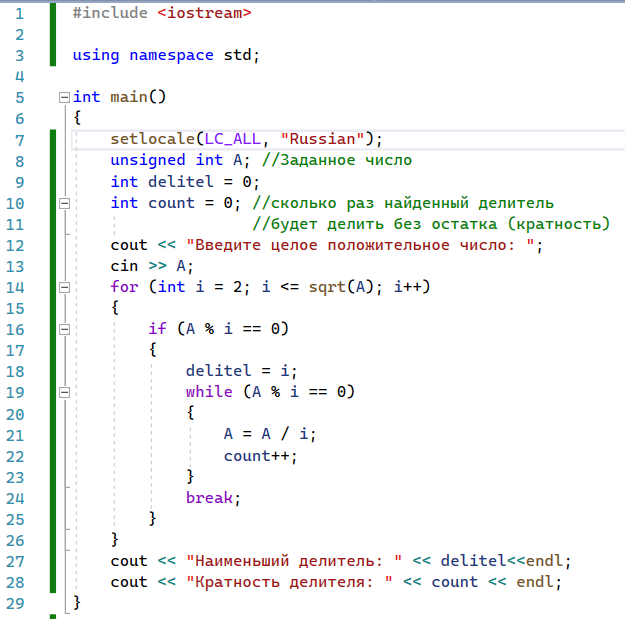 1 #include <iostream>
2
3 using namespace std;
4
5 int main()
6 {
7 setlocale(LC_ALL, "Russian");
8 unsigned int A; //Заданное число
9 int delitel = 0;
10 int count = 0; //сколько раз найденный делитель
11 //будет делить без остатка (кратность)
12 cout << "Введите целое положительное число: ";
13 cin >> A;
14 for (int i = 2; i <= sqrt(A); i++)
15 {
16 if (A % i == 0)
17 {
18 delitel = i;
19 while (A % i == 0)
20 {
21 A = A / i;
22 count++;
23 }
24 break;
25 }
26 }
27 cout << "Наименьший делитель: " << delitel<<endl;
28 cout << "Кратность делителя: " << count << endl;
29 }